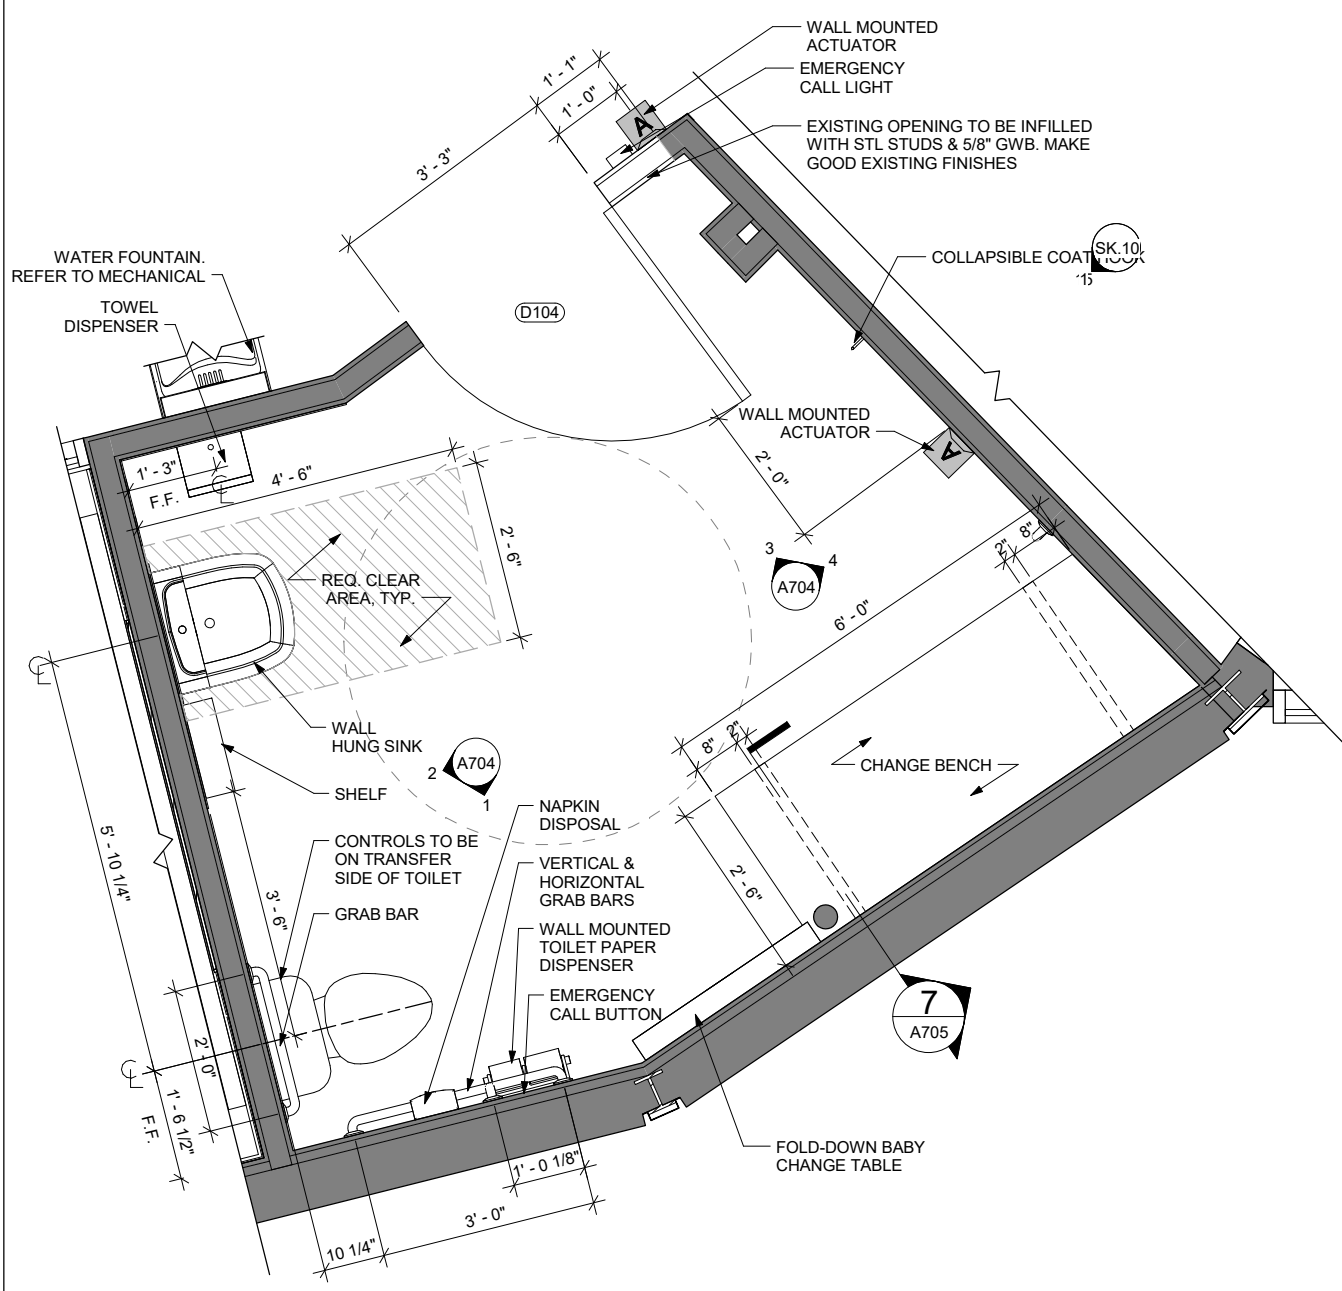 WALL MOUNTED
ACTUATOR
EMERGENCY
CALL LIGHT
EXISTING OPENING TO BE INFILLED
WITH STL STUDS & 5/8" GWB. MAKE
GOOD EXISTING FINISHES
1' - 1"
1' - 0"
A
3' - 3"
WATER FOUNTAIN.
REFER TO MECHANICAL
TOWEL
DISPENSER
D104
COLLAPSIBLE COAT HOOK
SK.10
15
WALL MOUNTED
ACTUATOR
A
1' - 3"
F.F.
4' - 6"
2' - 0"
2' - 6"
2"
8"
REQ. CLEAR
AREA, TYP.
3
4
A704
6' - 0"
WALL
HUNG SINK
SHELF
2
A704
1
8"
2"
CHANGE BENCH
NAPKIN
DISPOSAL
CONTROLS TO BE
ON TRANSFER
SIDE OF TOILET
VERTICAL &
HORIZONTAL
GRAB BARS
5' - 10 1/4"
3' - 6"
2' - 6"
GRAB BAR
WALL MOUNTED
TOILET PAPER
DISPENSER
EMERGENCY
CALL BUTTON
7
A705
2' - 0"
1' - 6 1/2"
F.F.
FOLD-DOWN BABY
CHANGE TABLE
1' - 0 1/8"
3' - 0"
10 1/4"